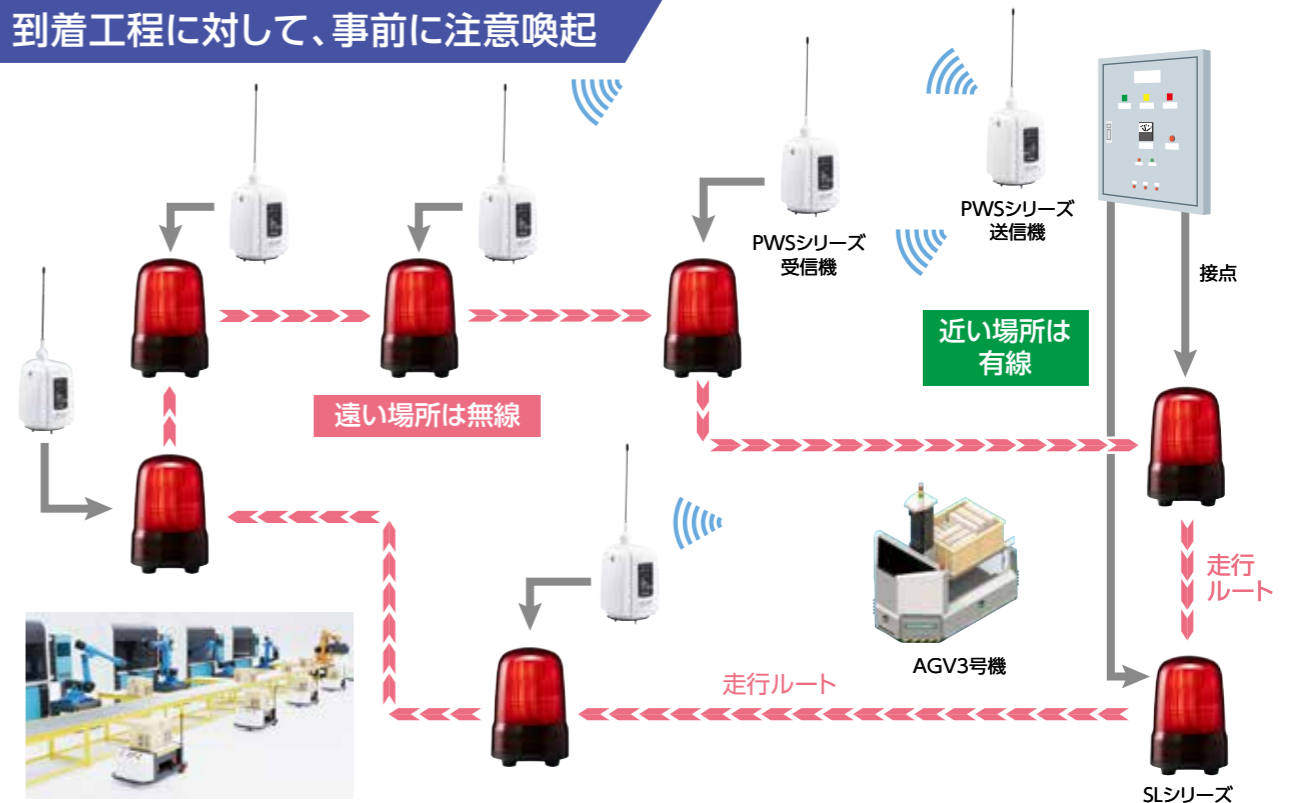 到着工程に対して、事前に注意喚起
PWSシリーズ
送信機
PWSシリーズ
受信機
接点
近い場所は
有線
遠い場所は無線
走行
ルート
AGV3号機
走行ルート
SLシリーズ